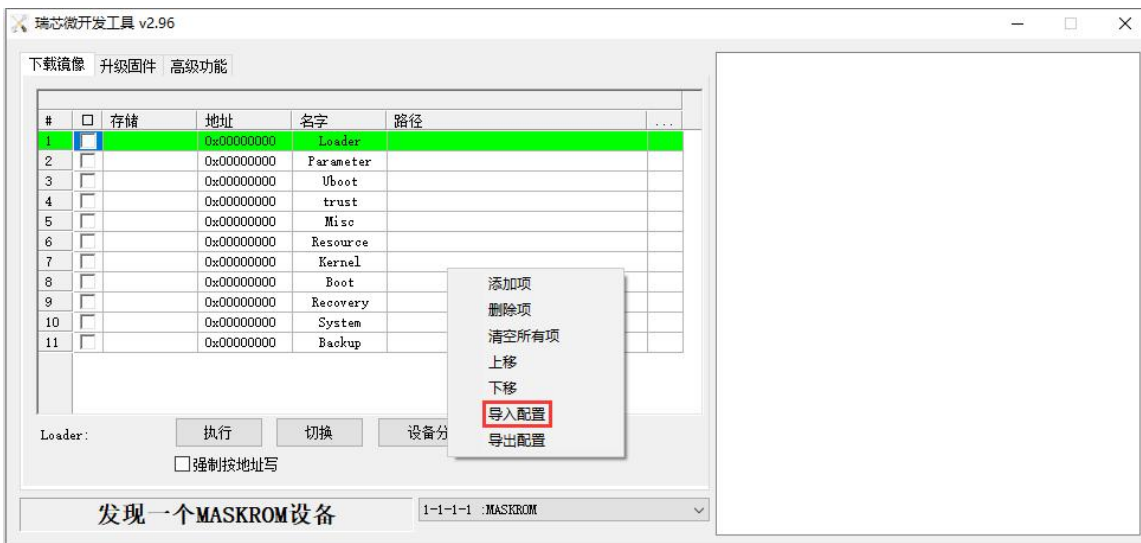 瑞芯微开发工具 v2.96
下载镜像 升级固件 高级功能
# 存储 地址 名字 路径 ...
1 0x00000000 Loader
2 0x00000000 Parameter
3 0x00000000 Uboot
4 0x00000000 trust
5 0x00000000 Misc
6 0x00000000 Resource
7 0x00000000 Kernel
8 0x00000000 Boot
9 0x00000000 Recovery
10 0x00000000 System
11 0x00000000 Backup
添加项
删除项
清空所有项
上移
下移
导入配置
导出配置
Loader: 执行 切换 设备分
强制按地址写
发现一个MASKROM设备 1-1-1-1 :MASKROM